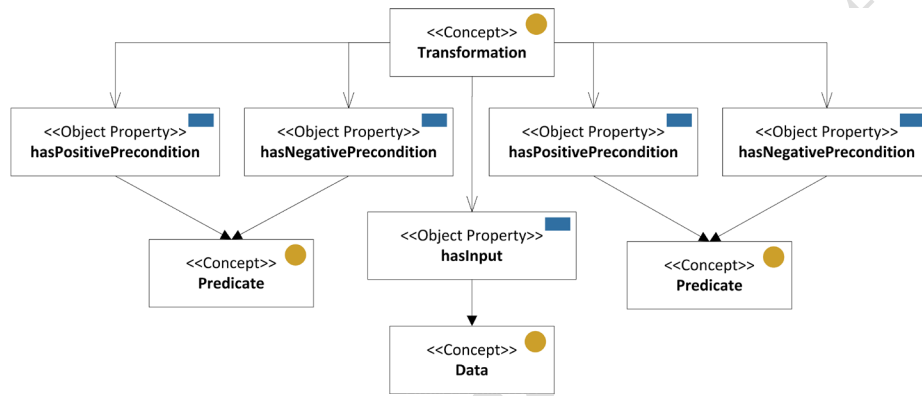 <<Concept>>
Transformation
<<Object Property>>
hasPositivePrecondition
<<Object Property>>
hasNegativePrecondition
<<Object Property>>
hasPositivePrecondition
<<Object Property>>
hasNegativePrecondition
<<Object Property>>
hasInput
<<Concept>>
Predicate
<<Concept>>
Predicate
<<Concept>>
Data